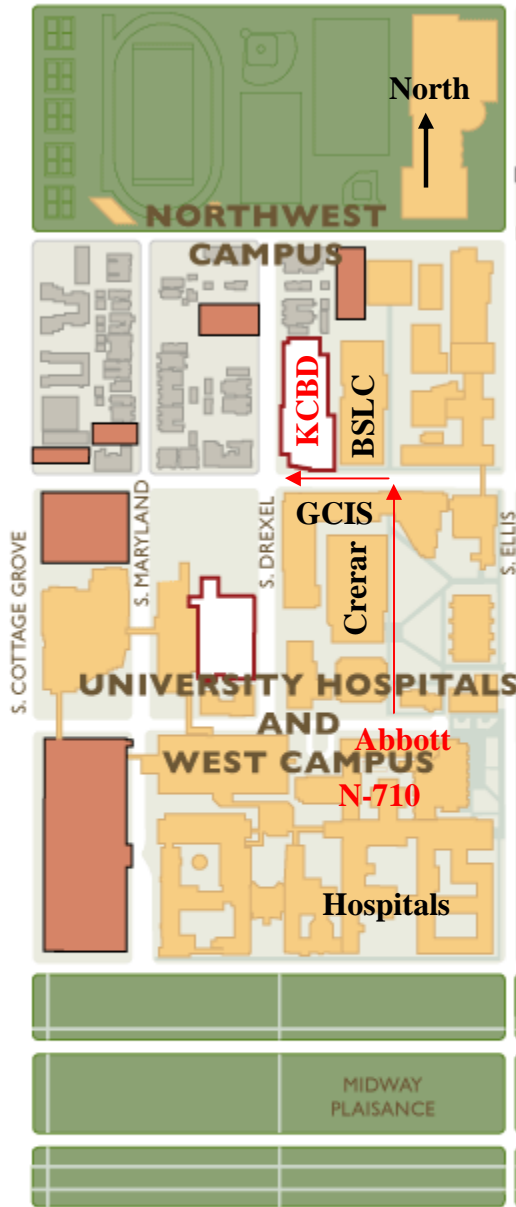 North
NORTHWEST
CAMPUS
KCBD
BSLC
GCIS
Crerar
S. COTTAGE GROVE
S. MARYLAND
S. DREXEL
S. ELLIS
UNIVERSITY HOSPITALS
AND
WEST CAMPUS
Abbott
N-710
Hospitals
MIDWAY
PLAISANCE